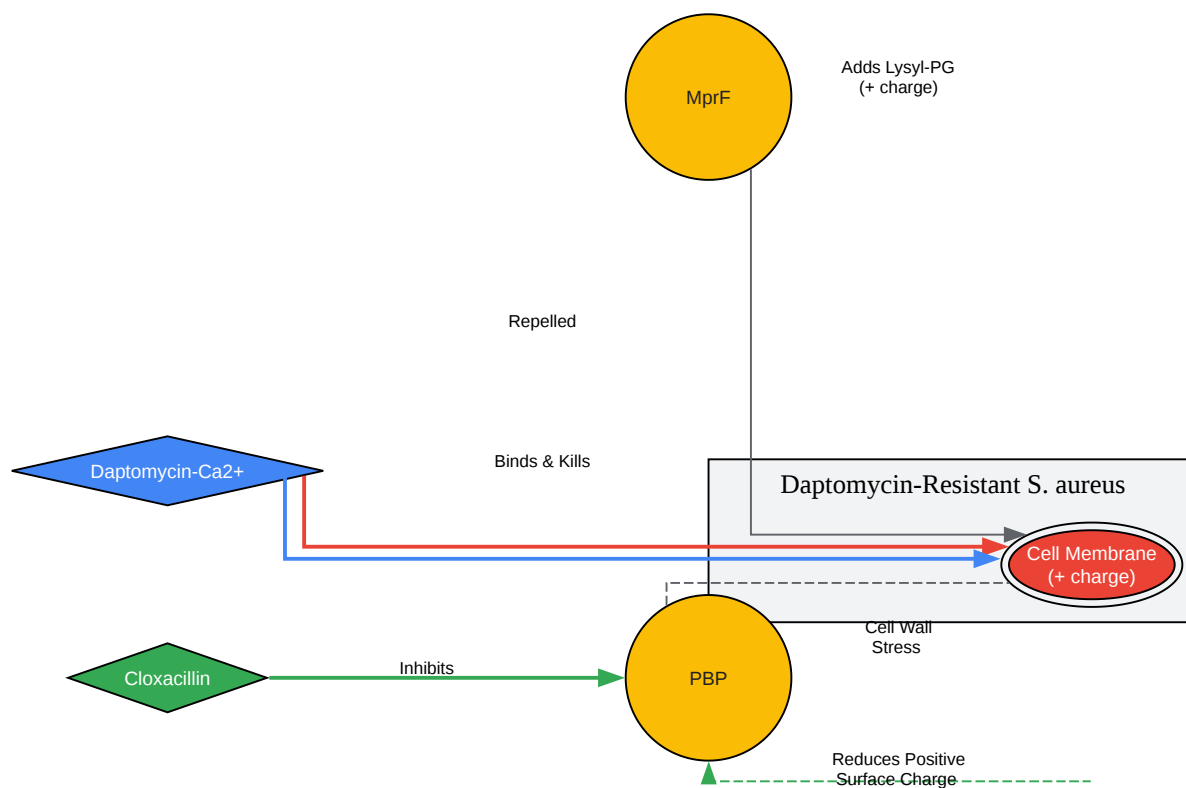 MprF
Adds Lysyl-PG
(+ charge)
Repelled
Daptomycin-Ca2+
Binds & Kills
Daptomycin-Resistant S. aureus
Cell Membrane
(+ charge)
Cell Wall
Stress
Cloxacillin
Inhibits
PBP
Reduces Positive
Surface Charge